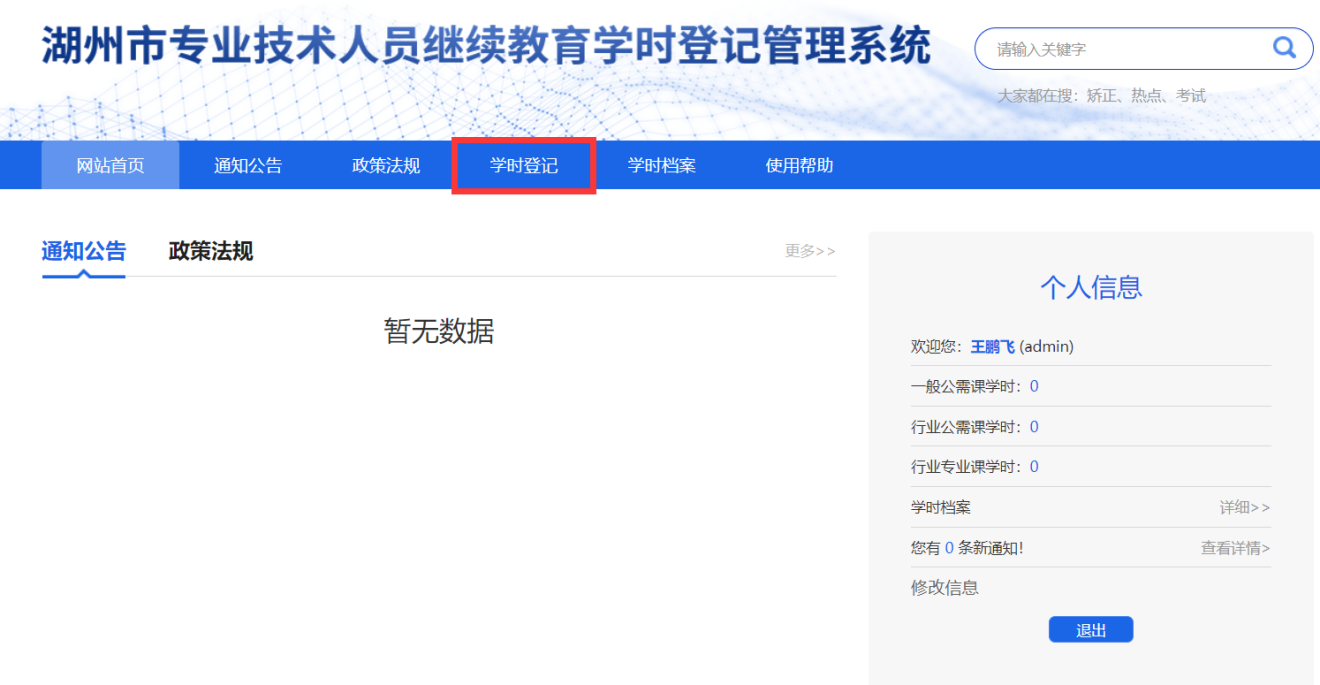 湖州市专业技术人员继续教育学时登记管理系统
请输入关键字
大家都在搜：矫正、热点、考试
网站首页 通知公告 政策法规 学时登记 学时档案 使用帮助
通知公告 政策法规 更多>>
暂无数据
个人信息
欢迎您：王鹏飞 (admin)
一般公需课学时：0
行业公需课学时：0
行业专业课学时：0
学时档案 详细>>
您有 0 条新通知！ 查看详情>
修改信息
退出